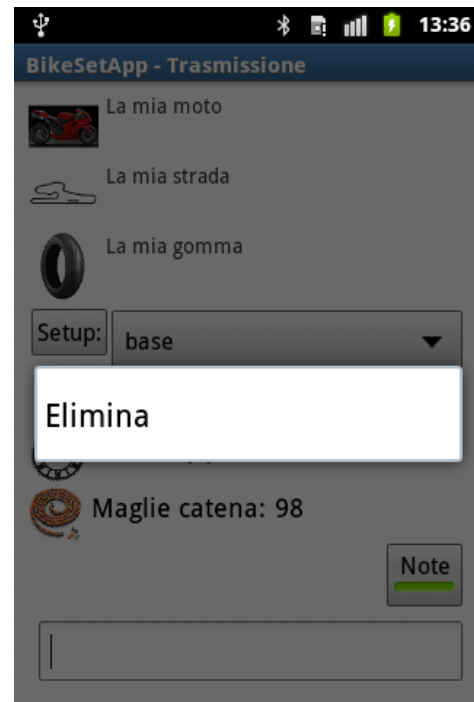 13:36
BikeSetApp - Trasmissione
La mia moto
La mia strada
La mia gomma
Setup:
base
Elimina
Maglie catena: 98
Note